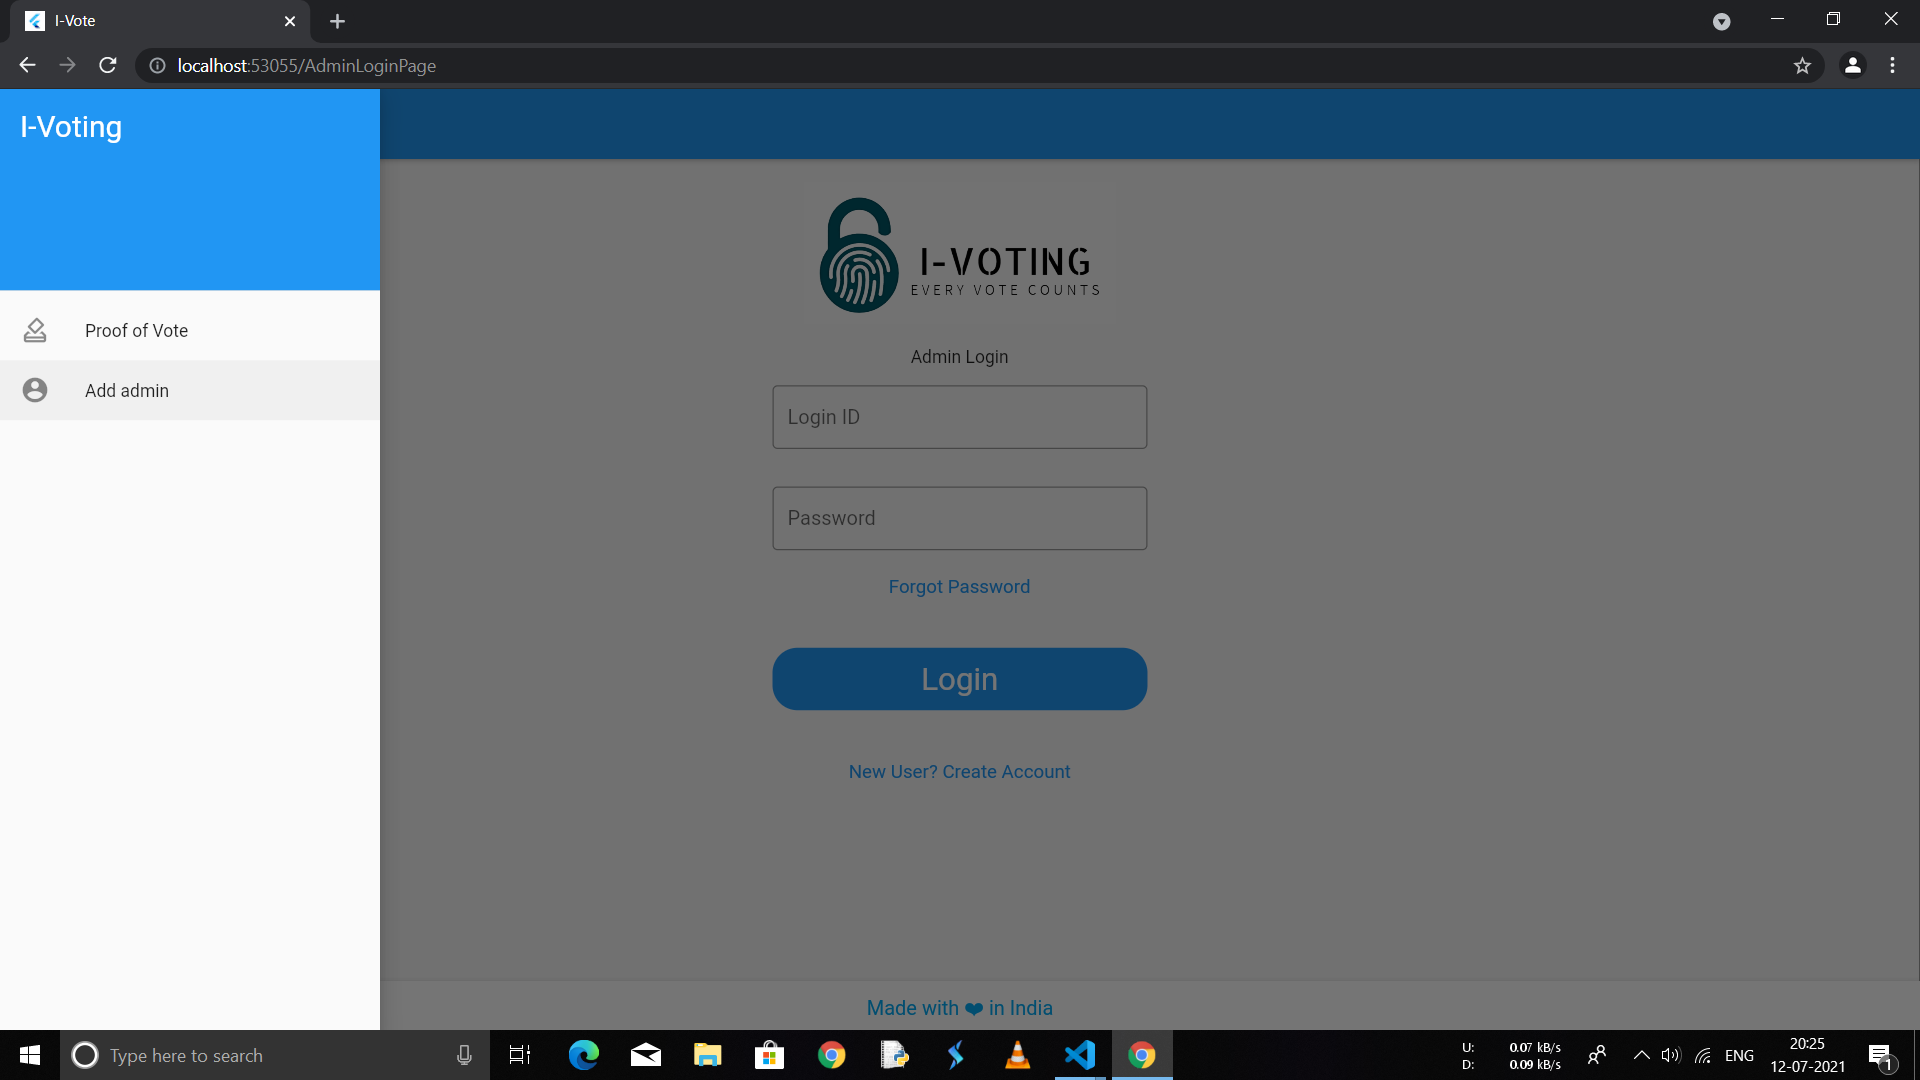 I-Vote
localhost:53055/AdminLoginPage
I-Voting
Proof of Vote
Add admin
I-VOTING
EVERY VOTE COUNTS
Admin Login
Login ID
Password
Forgot Password
Login
New User? Create Account
Made with ❤ in India
Type here to search
U: 0.07 kB/s
D: 0.09 kB/s
ENG
20:25
12-07-2021
1